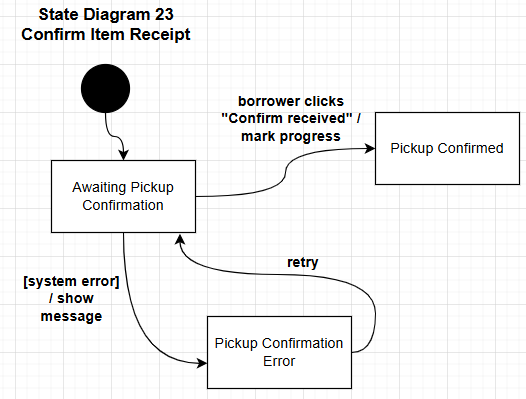 State Diagram 23
Confirm Item Receipt
borrower clicks
"Confirm received" /
mark progress
Pickup Confirmed
Awaiting Pickup
Confirmation
[system error]
/ show
message
retry
Pickup Confirmation
Error